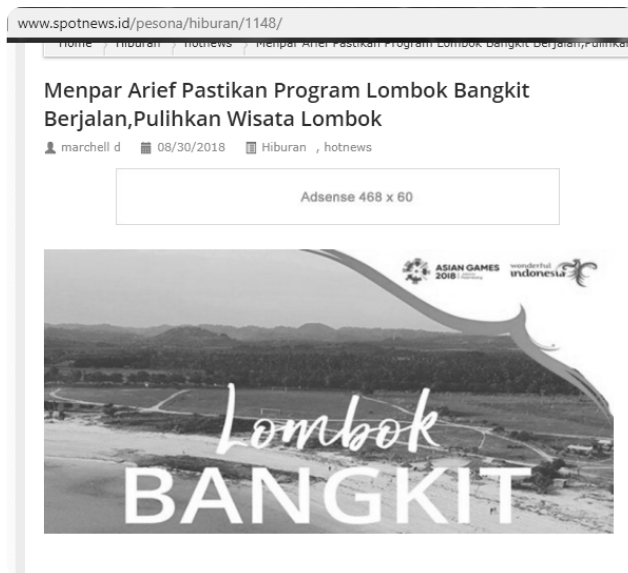 www.spotnews.id/pesona/hiburan/1148/
Home Hiburan hotnews Menpar Arief Pastikan Program Lombok Bangkit Berjalan,Pulihkan
Menpar Arief Pastikan Program Lombok Bangkit
Berjalan,Pulihkan Wisata Lombok
marchell d 08/30/2018 Hiburan , hotnews
Adsense 468 x 60
ASIAN GAMES
2018
wonderful
indonesia
Lombok
BANGKIT